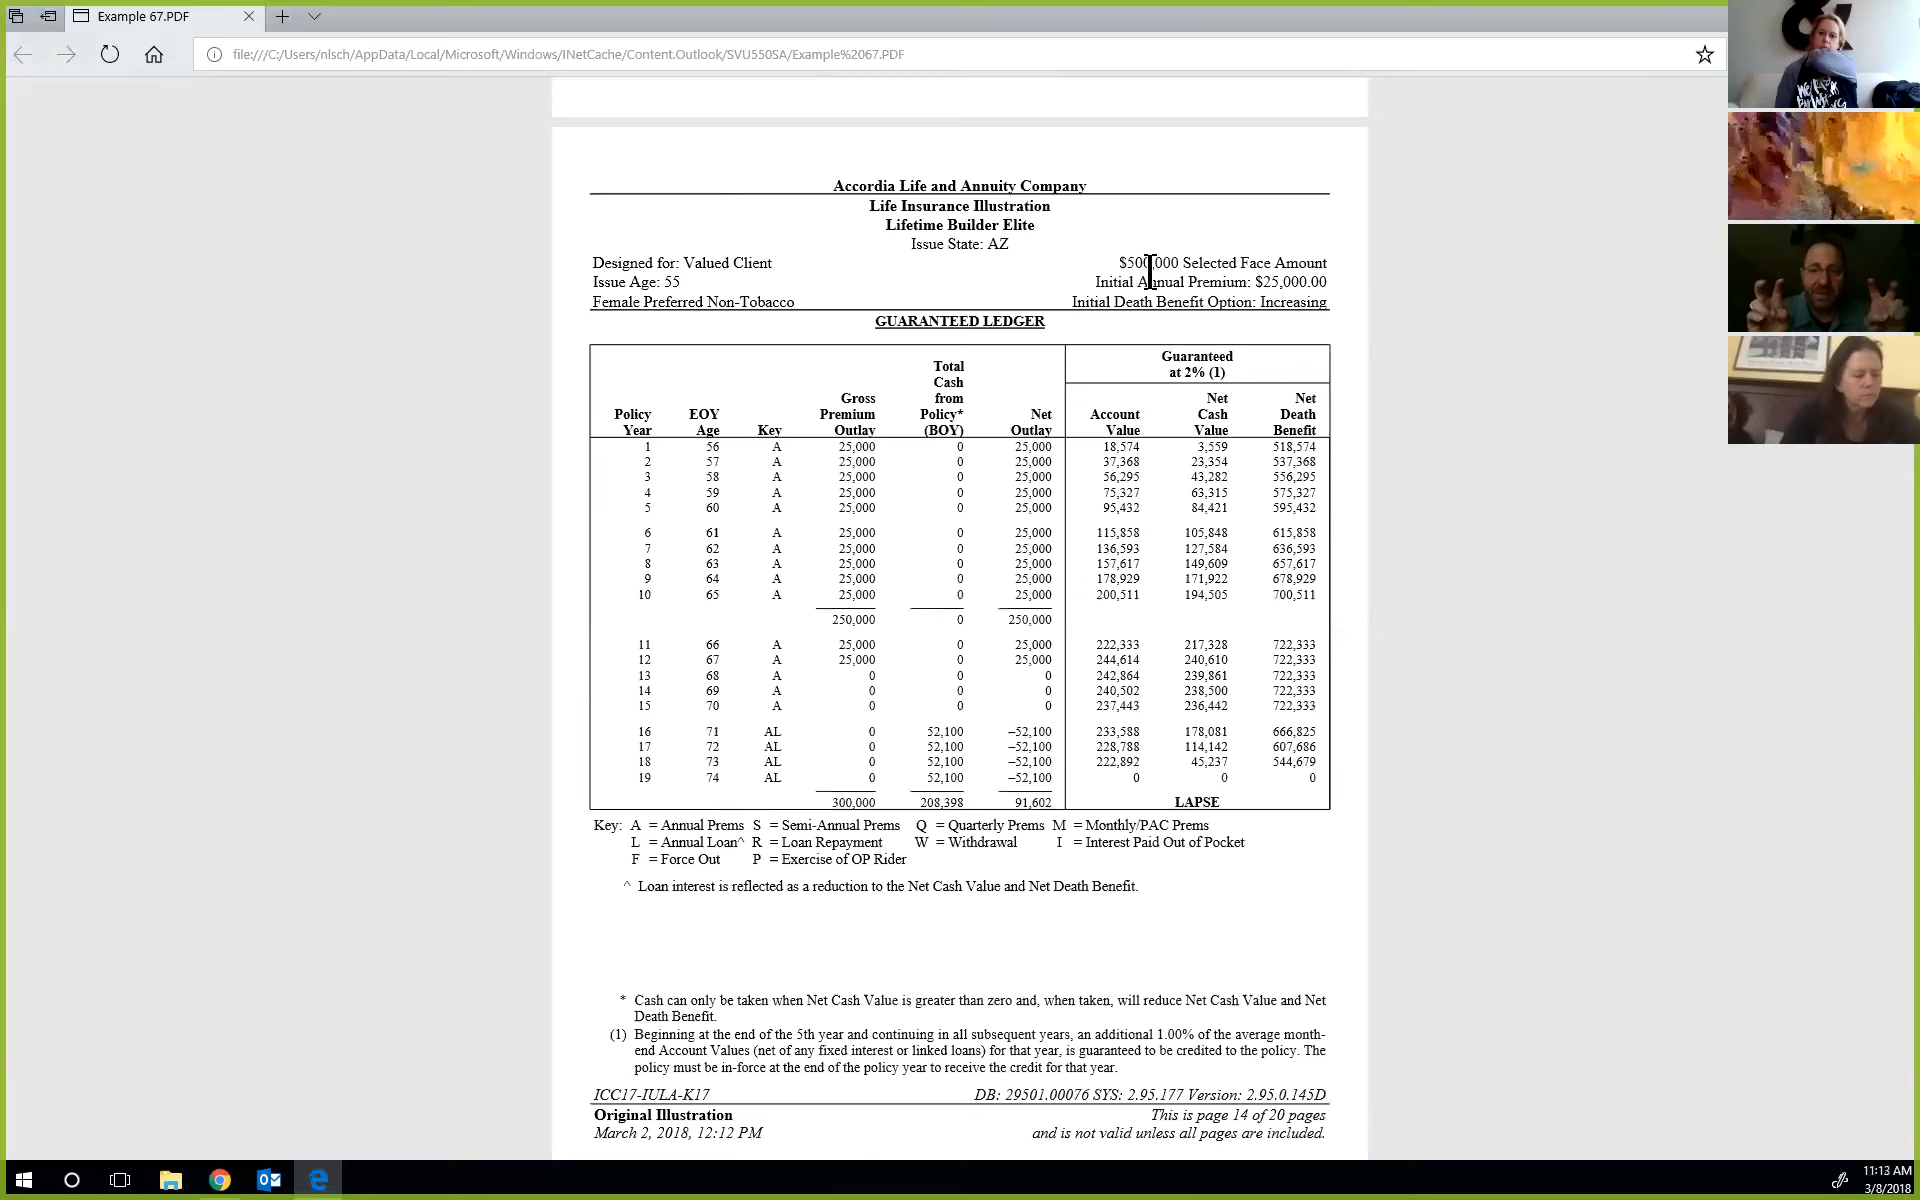 Example 67.PDF
file:///C:/Users/nlsch/AppData/Local/Microsoft/Windows/INetCache/Content.Outlook/SVU550SA/Example%2067.PDF
Accordia Life and Annuity Company
Life Insurance Illustration
Lifetime Builder Elite
Issue State: AZ
Designed for: Valued Client $500,000 Selected Face Amount
Issue Age: 55 Initial Annual Premium: $25,000.00
Female Preferred Non-Tobacco Initial Death Benefit Option: Increasing
GUARANTEED LEDGER
Guaranteed
at 2% (1)
Total
Cash
Gross from Net Net
Policy EOY Premium Policy* Net Account Cash Death
Year Age Key Outlay (BOY) Outlay Value Value Benefit
1 56 A 25,000 0 25,000 18,574 3,559 518,574
2 57 A 25,000 0 25,000 37,368 23,354 537,368
3 58 A 25,000 0 25,000 56,295 43,282 556,295
4 59 A 25,000 0 25,000 75,327 63,315 575,327
5 60 A 25,000 0 25,000 95,432 84,421 595,432
6 61 A 25,000 0 25,000 115,858 105,848 615,858
7 62 A 25,000 0 25,000 136,593 127,584 636,593
8 63 A 25,000 0 25,000 157,617 149,609 657,617
9 64 A 25,000 0 25,000 178,929 171,922 678,929
10 65 A 25,000 0 25,000 200,511 194,505 700,511
250,000 0 250,000
11 66 A 25,000 0 25,000 222,333 217,328 722,333
12 67 A 25,000 0 25,000 244,614 240,610 722,333
13 68 A 0 0 0 242,864 239,861 722,333
14 69 A 0 0 0 240,502 238,500 722,333
15 70 A 0 0 0 237,443 236,442 722,333
16 71 AL 0 52,100 –52,100 233,588 178,081 666,825
17 72 AL 0 52,100 –52,100 228,788 114,142 607,686
18 73 AL 0 52,100 –52,100 222,892 45,237 544,679
19 74 AL 0 52,100 –52,100 0 0 0
300,000 208,398 91,602 LAPSE
Key: A = Annual Prems S = Semi-Annual Prems Q = Quarterly Prems M = Monthly/PAC Prems
L = Annual Loan^ R = Loan Repayment W = Withdrawal I = Interest Paid Out of Pocket
F = Force Out P = Exercise of OP Rider
^ Loan interest is reflected as a reduction to the Net Cash Value and Net Death Benefit.
* Cash can only be taken when Net Cash Value is greater than zero and, when taken, will reduce Net Cash Value and Net
Death Benefit.
(1) Beginning at the end of the 5th year and continuing in all subsequent years, an additional 1.00% of the average month-
end Account Values (net of any fixed interest or linked loans) for that year, is guaranteed to be credited to the policy. The
policy must be in-force at the end of the policy year to receive the credit for that year.
ICC17-IULA-K17 DB: 29501.00076 SYS: 2.95.177 Version: 2.95.0.145D
Original Illustration This is page 14 of 20 pages
March 2, 2018, 12:12 PM and is not valid unless all pages are included.
11:13 AM
3/8/2018